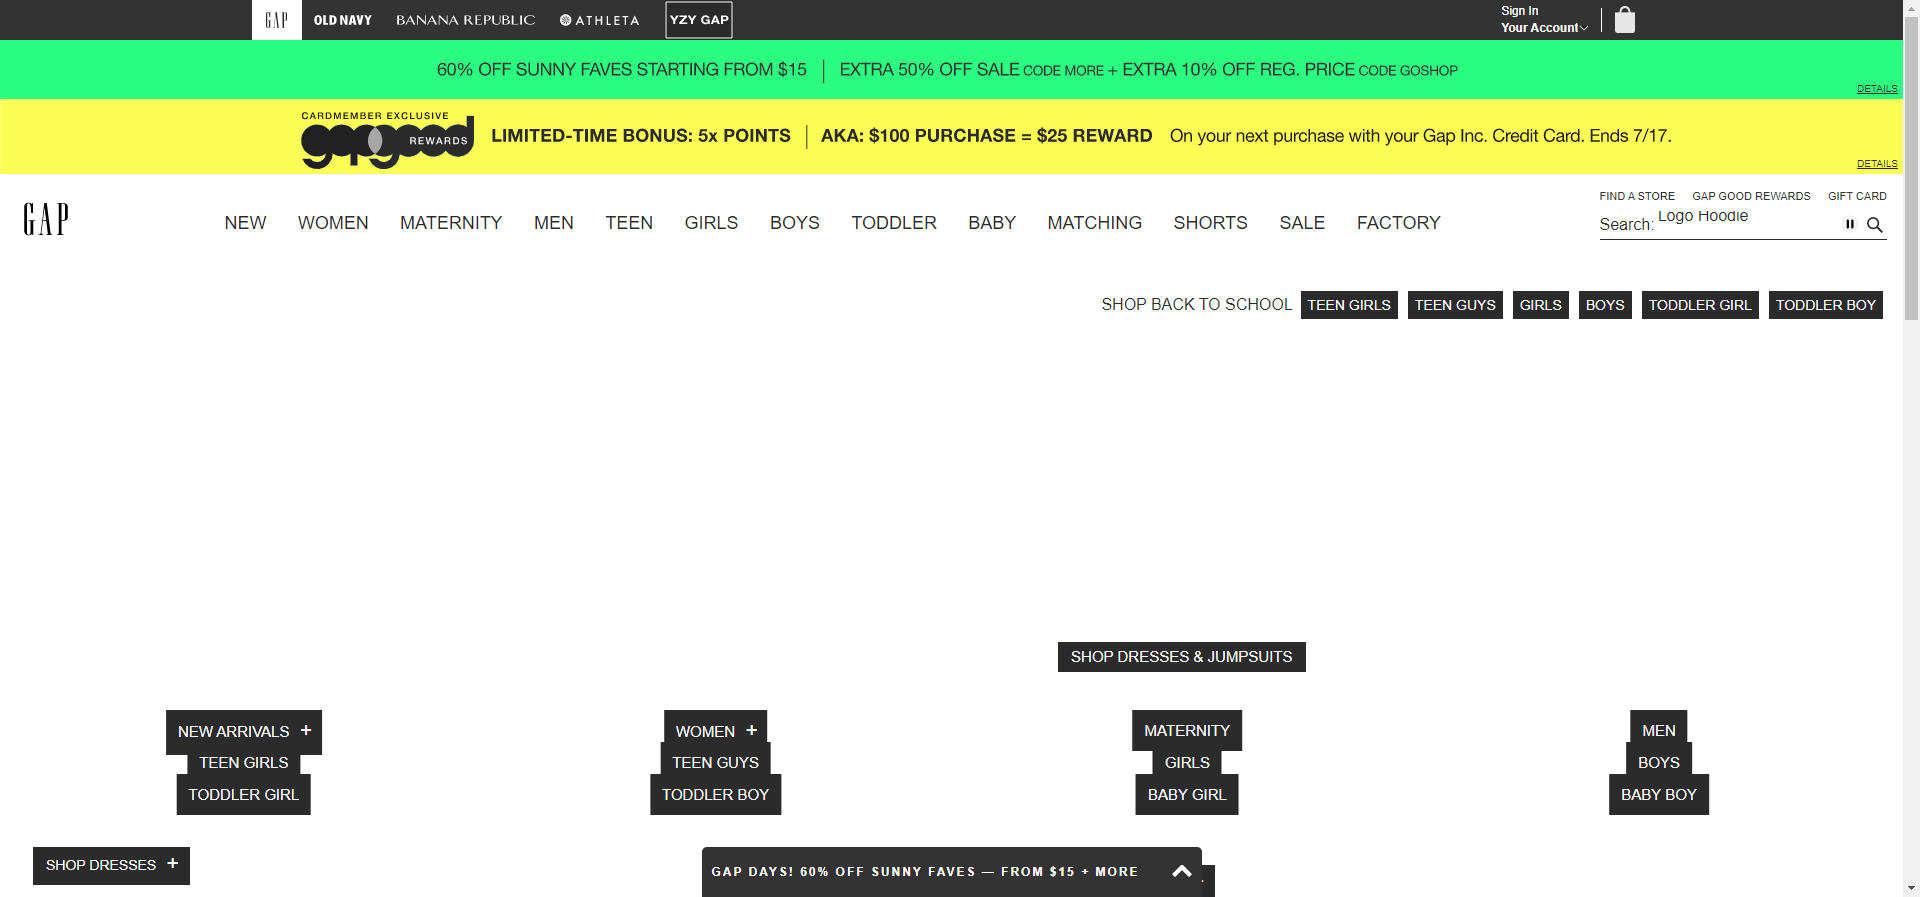 GAP OLD NAVY BANANA REPUBLIC ATHLETA YZY GAP
Sign In
Your Account
60% OFF SUNNY FAVES STARTING FROM $15 | EXTRA 50% OFF SALE CODE MORE + EXTRA 10% OFF REG. PRICE CODE GOSHOP
DETAILS
CARDMEMBER EXCLUSIVE
gapgood REWARDS
LIMITED-TIME BONUS: 5x POINTS | AKA: $100 PURCHASE = $25 REWARD On your next purchase with your Gap Inc. Credit Card. Ends 7/17.
DETAILS
FIND A STORE GAP GOOD REWARDS GIFT CARD
GAP NEW WOMEN MATERNITY MEN TEEN GIRLS BOYS TODDLER BABY MATCHING SHORTS SALE FACTORY
Search: Logo Hoodie
SHOP BACK TO SCHOOL TEEN GIRLS TEEN GUYS GIRLS BOYS TODDLER GIRL TODDLER BOY
SHOP DRESSES & JUMPSUITS
NEW ARRIVALS + WOMEN + MATERNITY MEN
TEEN GIRLS TEEN GUYS GIRLS BOYS
TODDLER GIRL TODDLER BOY BABY GIRL BABY BOY
SHOP DRESSES +
GAP DAYS! 60% OFF SUNNY FAVES — FROM $15 + MORE